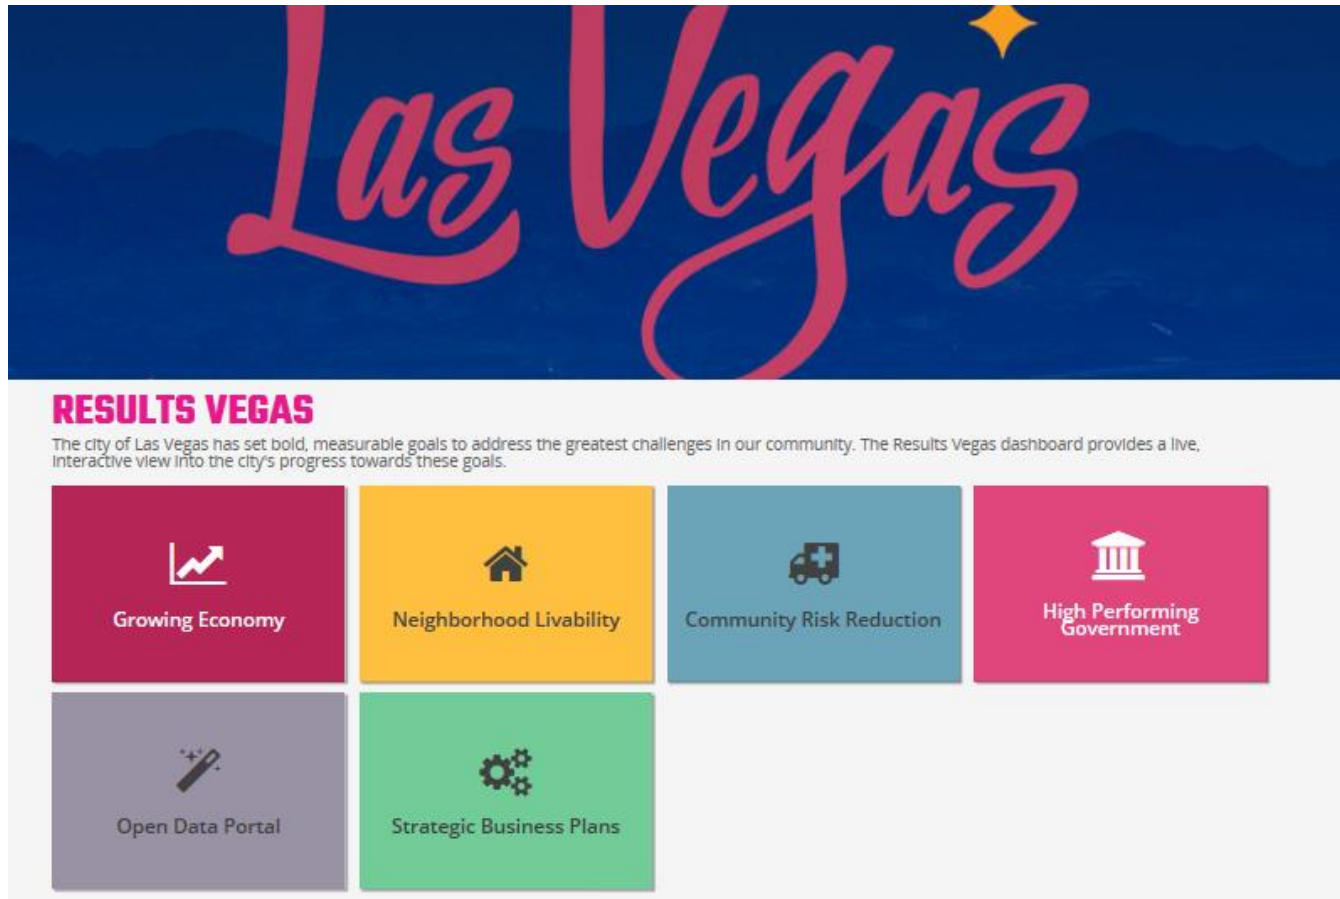 Las Vegas
RESULTS VEGAS
The city of Las Vegas has set bold, measurable goals to address the greatest challenges in our community. The Results Vegas dashboard provides a live,
interactive view into the city's progress towards these goals.
Growing Economy
Neighborhood Livability
Community Risk Reduction
High Performing
Government
Open Data Portal
Strategic Business Plans